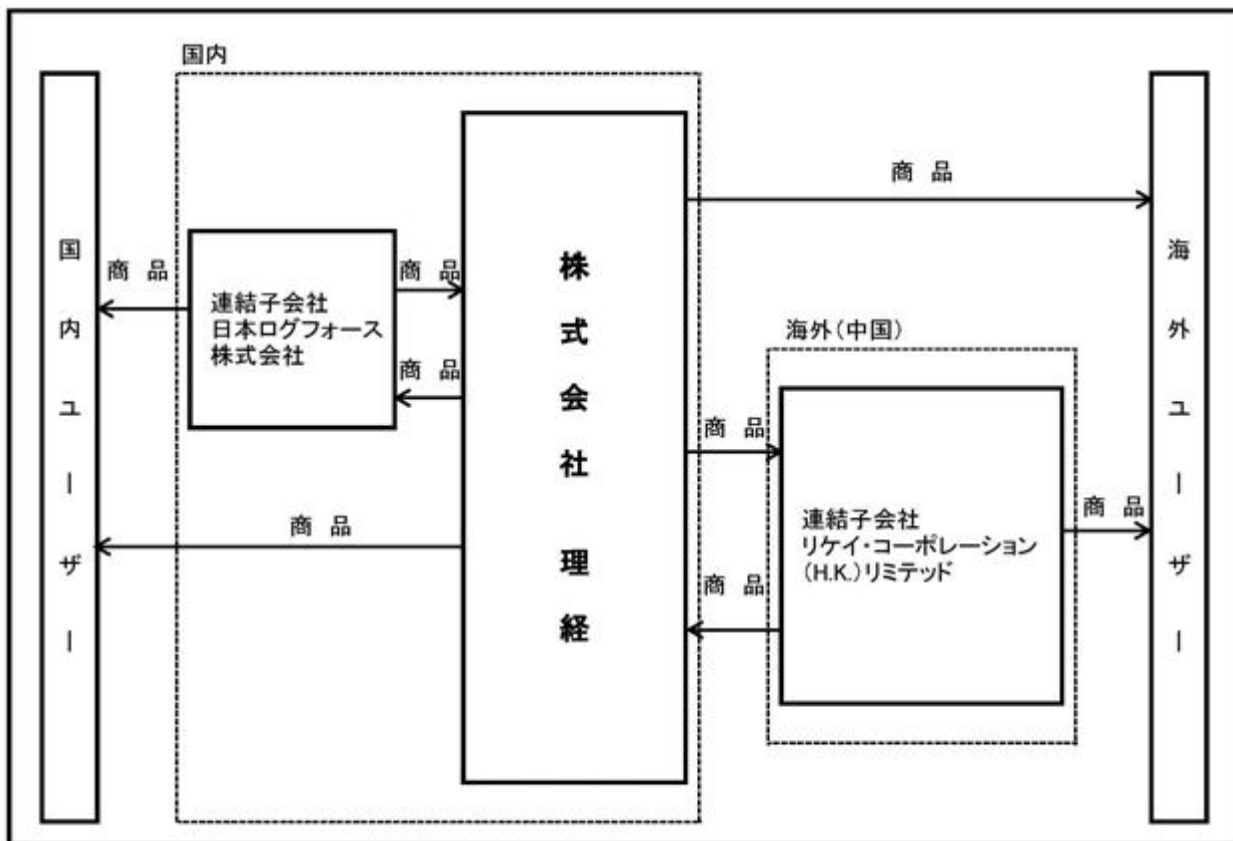 国内
国内ユーザー
商 品
連結子会社
日本ログフォース
株式会社
商 品
商 品
商 品
株式会社 理経
商 品
海外(中国)
商 品
商 品
連結子会社
リケイ・コーポレーション
(H.K.)リミテッド
商 品
海外ユーザー